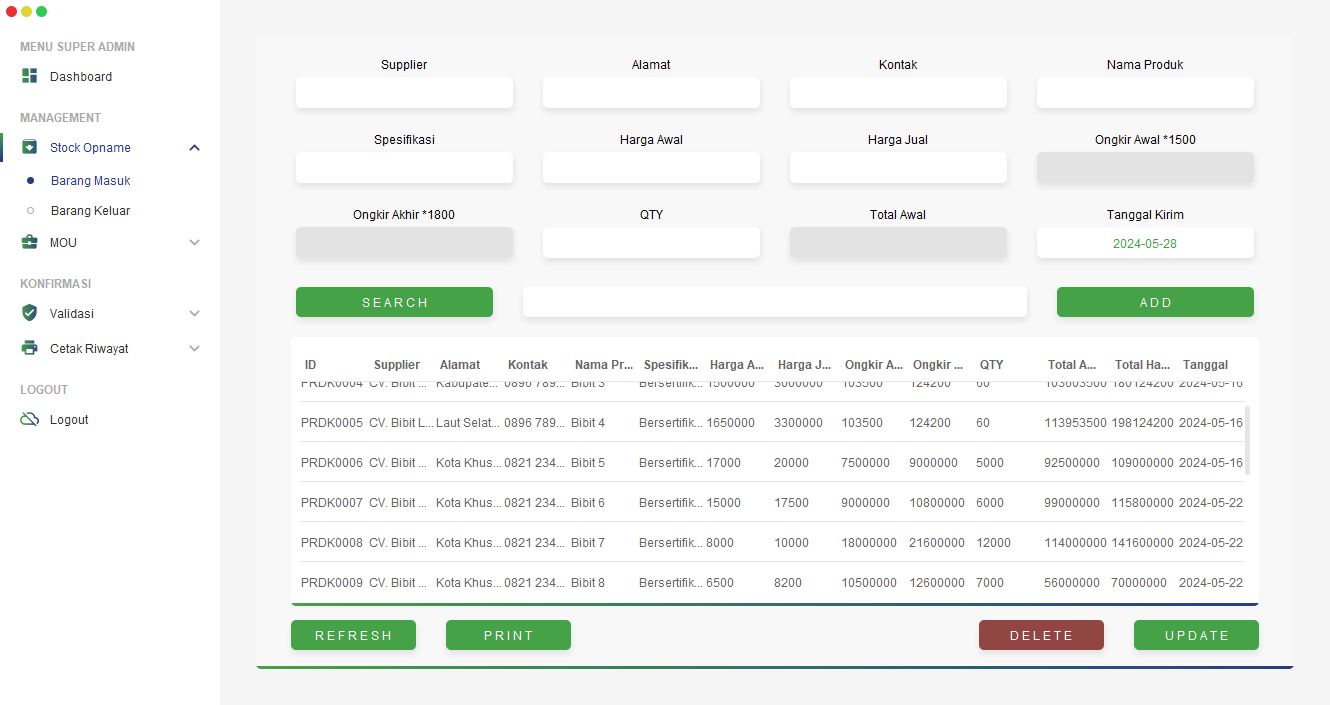 MENU SUPER ADMIN
Dashboard
MANAGEMENT
Stock Opname
Barang Masuk
Barang Keluar
MOU
KONFIRMASI
Validasi
Cetak Riwayat
LOGOUT
Logout
Supplier Alamat Kontak Nama Produk
Spesifikasi Harga Awal Harga Jual Ongkir Awal *1500
Ongkir Akhir *1800 QTY Total Awal Tanggal Kirim
2024-05-28
SEARCH ADD
ID Supplier Alamat Kontak Nama Pr... Spesifik... Harga A... Harga J... Ongkir A... Ongkir ... QTY Total A... Total Ha... Tanggal
PRDK0004 CV. Bibit ... Kabupate... 0896 789... Bibit 3 Bersertifik... 1500000 3000000 103500 124200 60 103603500 180124200 2024-05-16
PRDK0005 CV. Bibit L... Laut Selat... 0896 789... Bibit 4 Bersertifik... 1650000 3300000 103500 124200 60 113953500 198124200 2024-05-16
PRDK0006 CV. Bibit ... Kota Khus... 0821 234... Bibit 5 Bersertifik... 17000 20000 7500000 9000000 5000 92500000 109000000 2024-05-16
PRDK0007 CV. Bibit ... Kota Khus... 0821 234... Bibit 6 Bersertifik... 15000 17500 9000000 10800000 6000 99000000 115800000 2024-05-22
PRDK0008 CV. Bibit ... Kota Khus... 0821 234... Bibit 7 Bersertifik... 8000 10000 18000000 21600000 12000 114000000 141600000 2024-05-22
PRDK0009 CV. Bibit ... Kota Khus... 0821 234... Bibit 8 Bersertifik... 6500 8200 10500000 12600000 7000 56000000 70000000 2024-05-22
REFRESH PRINT DELETE UPDATE